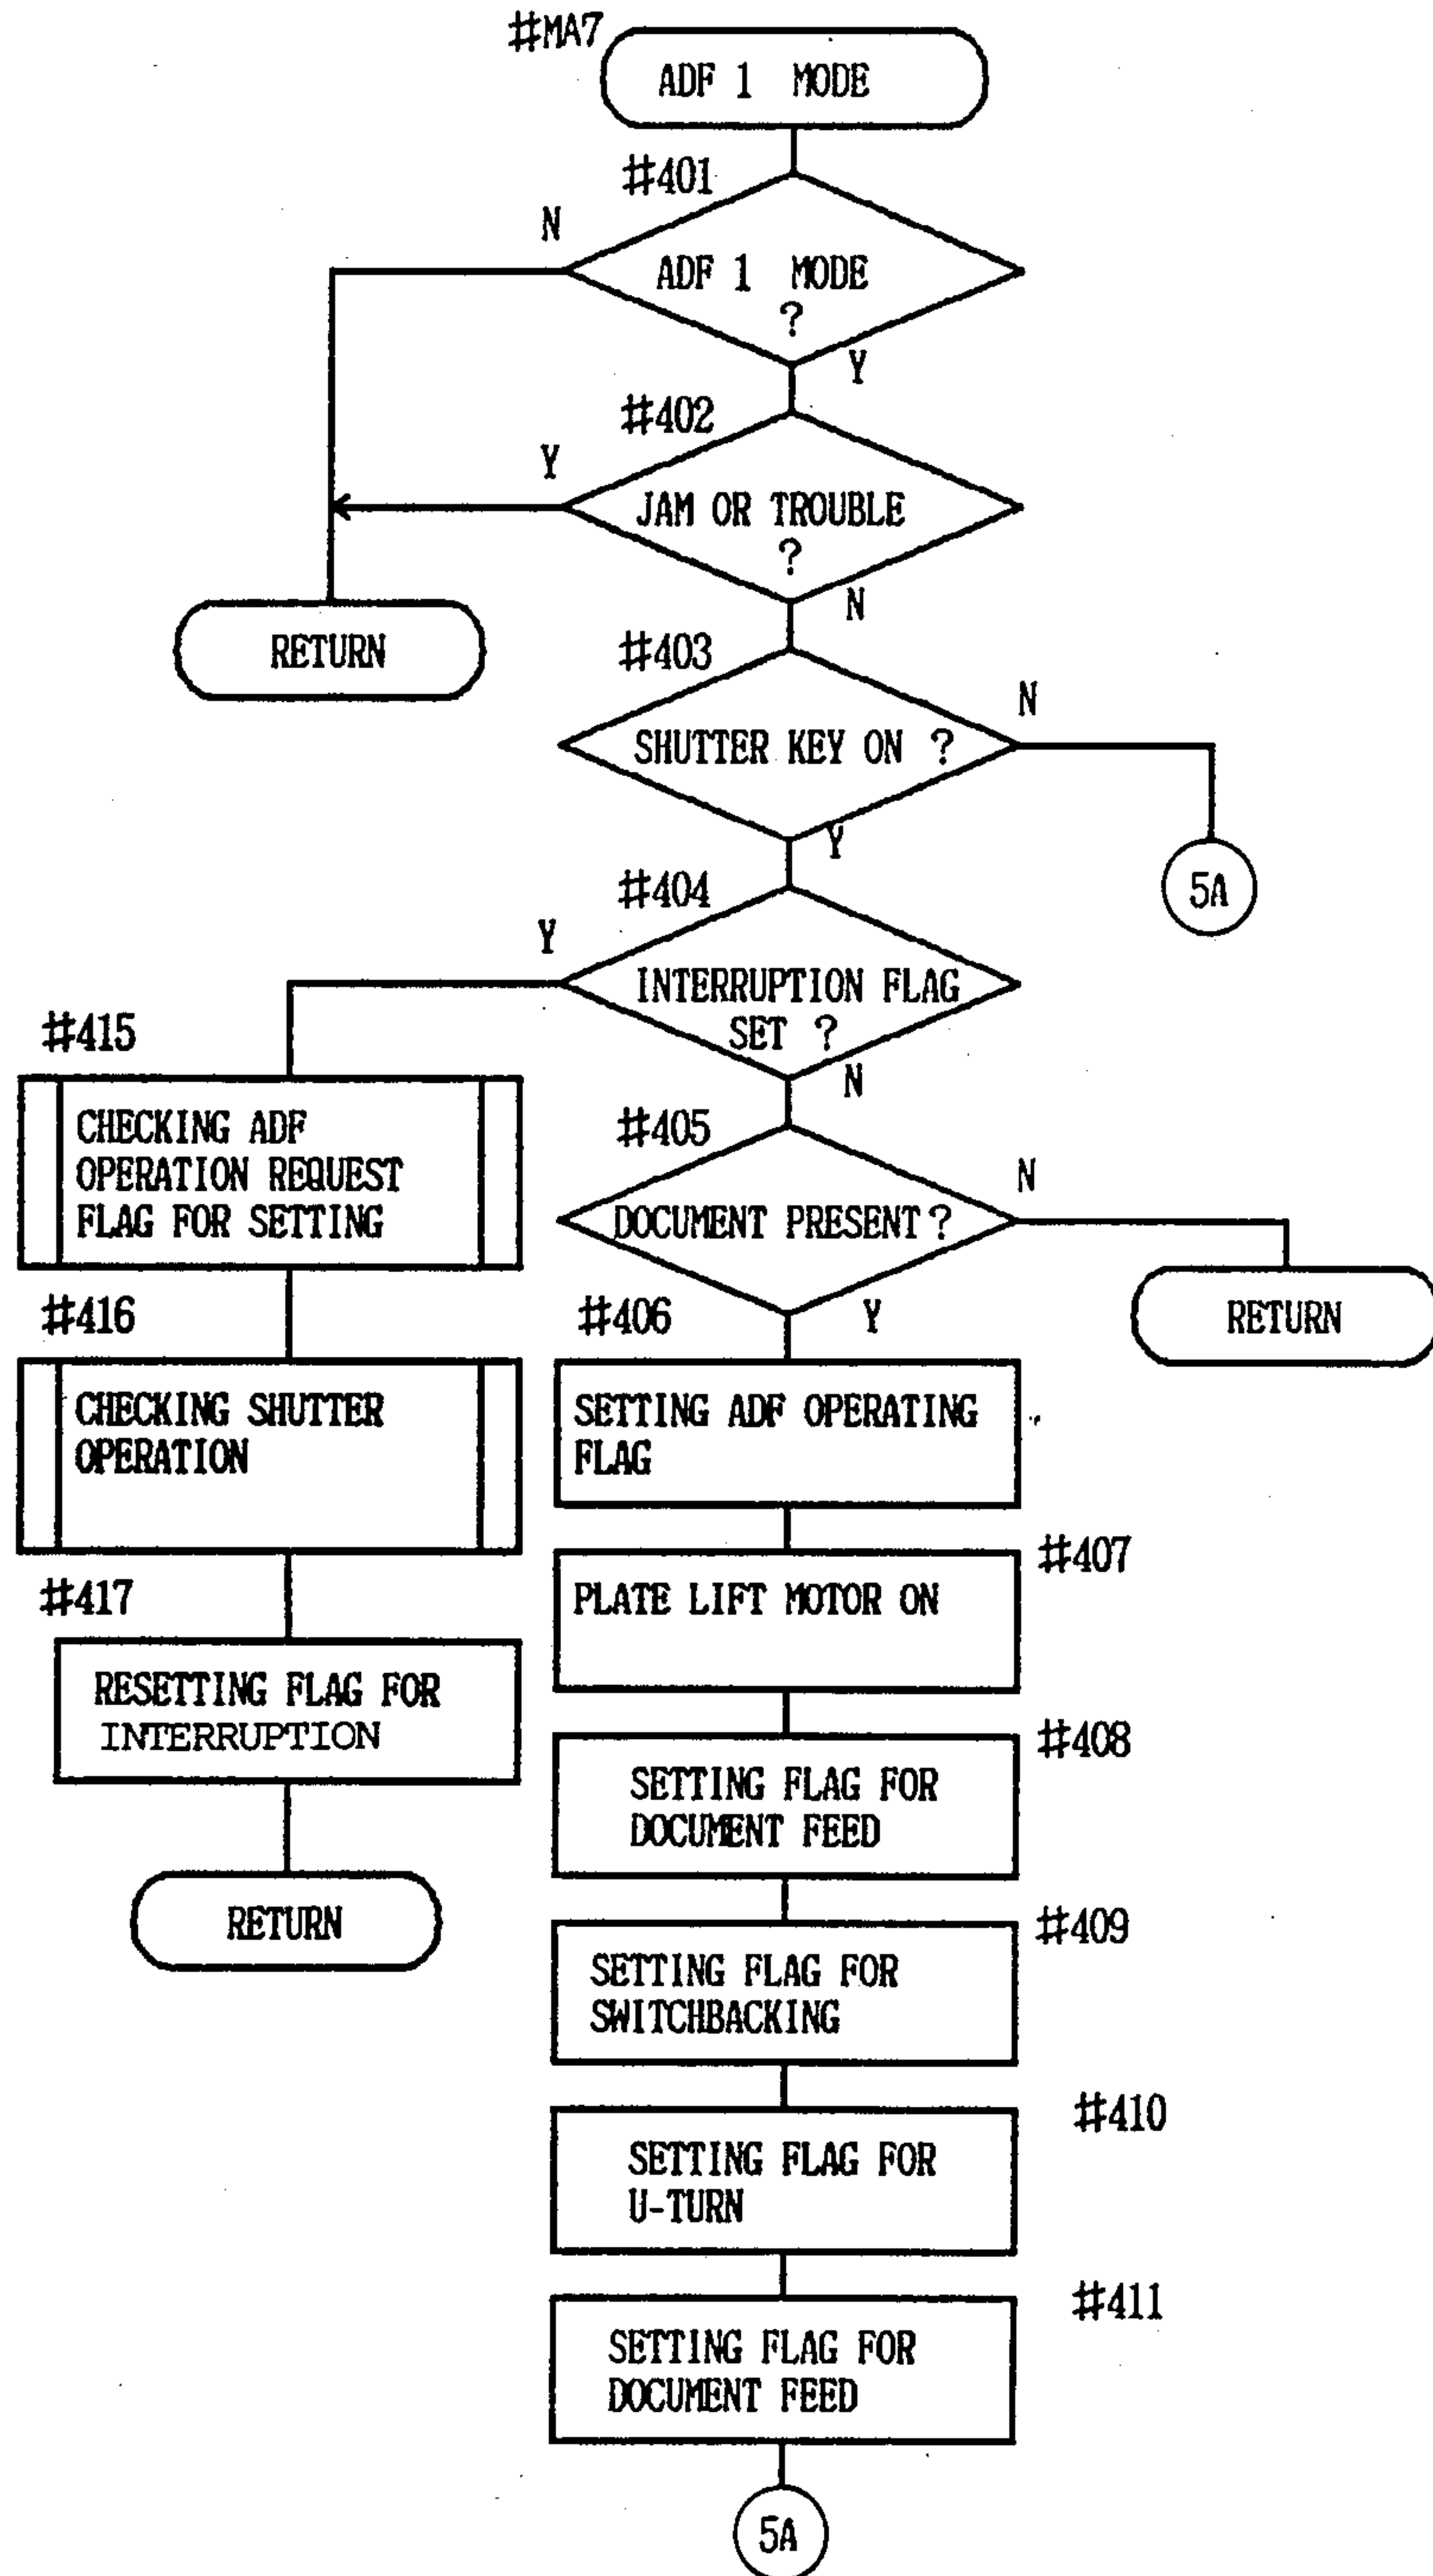 #MA7
ADF 1 MODE
#401
N
ADF 1 MODE
?
Y
#402
Y
JAM OR TROUBLE
?
N
RETURN
#403
N
SHUTTER KEY ON ?
Y
5A
#404
Y
INTERRUPTION FLAG
SET ?
N
#415
CHECKING ADF
OPERATION REQUEST
FLAG FOR SETTING
#405
N
DOCUMENT PRESENT ?
Y
RETURN
#416
CHECKING SHUTTER
OPERATION
#406
SETTING ADF OPERATING
FLAG
#407
PLATE LIFT MOTOR ON
#417
RESETTING FLAG FOR
INTERRUPTION
#408
SETTING FLAG FOR
DOCUMENT FEED
RETURN
#409
SETTING FLAG FOR
SWITCHBACKING
#410
SETTING FLAG FOR
U-TURN
#411
SETTING FLAG FOR
DOCUMENT FEED
5A